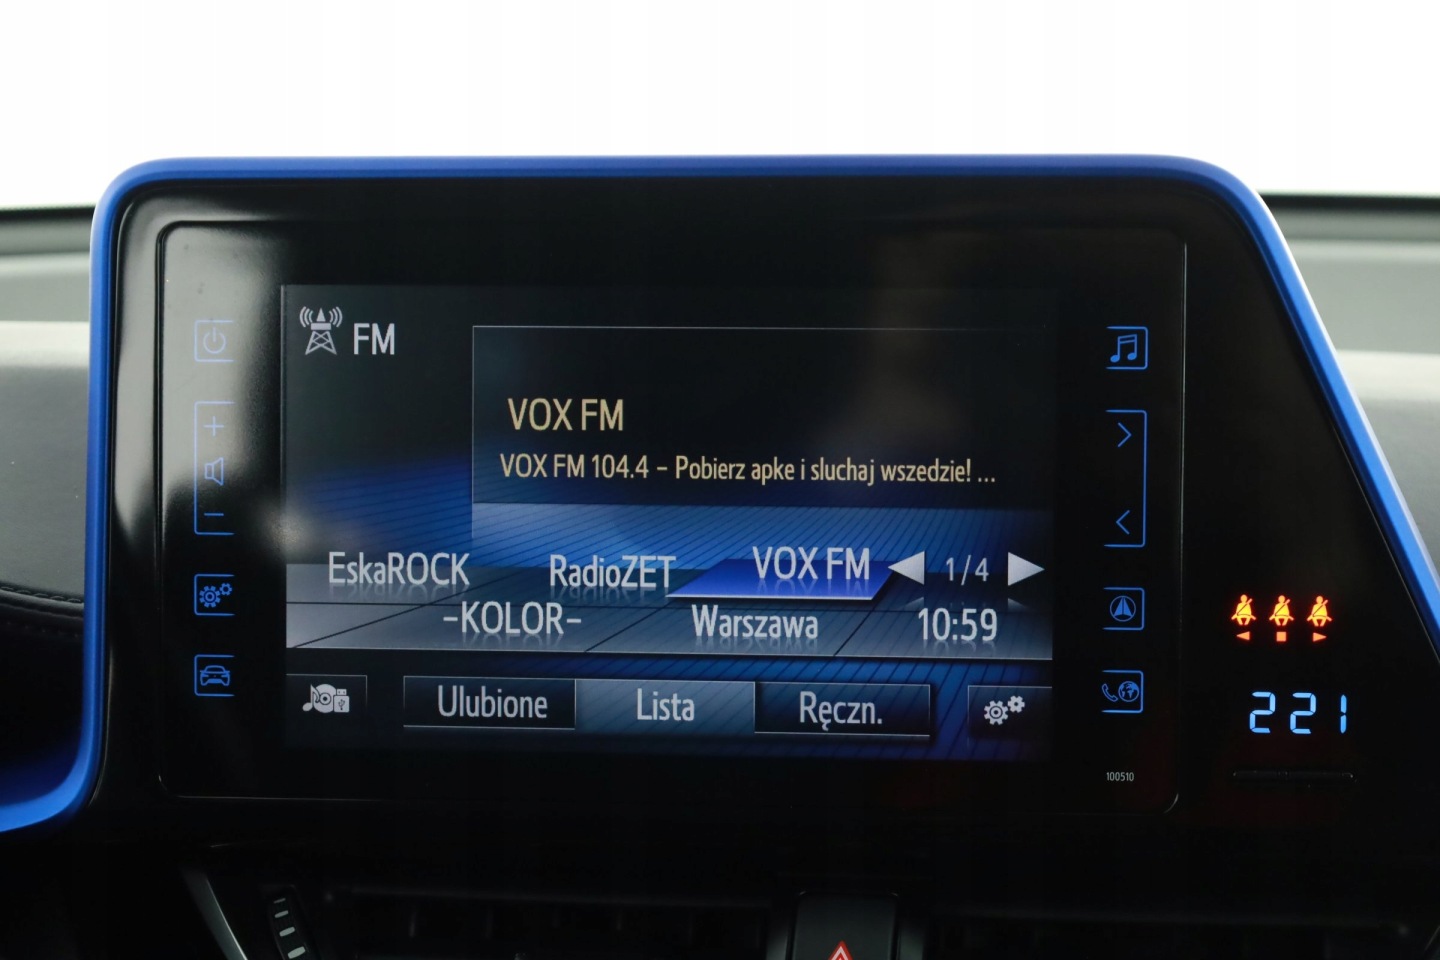 FM
VOX FM
VOX FM 104.4 - Pobierz apke i sluchaj wszedzie! ...
EskaROCK RadioZET VOX FM 1/4
-KOLOR- Warszawa 10:59
Ulubione Lista Ręczn.
221
100510